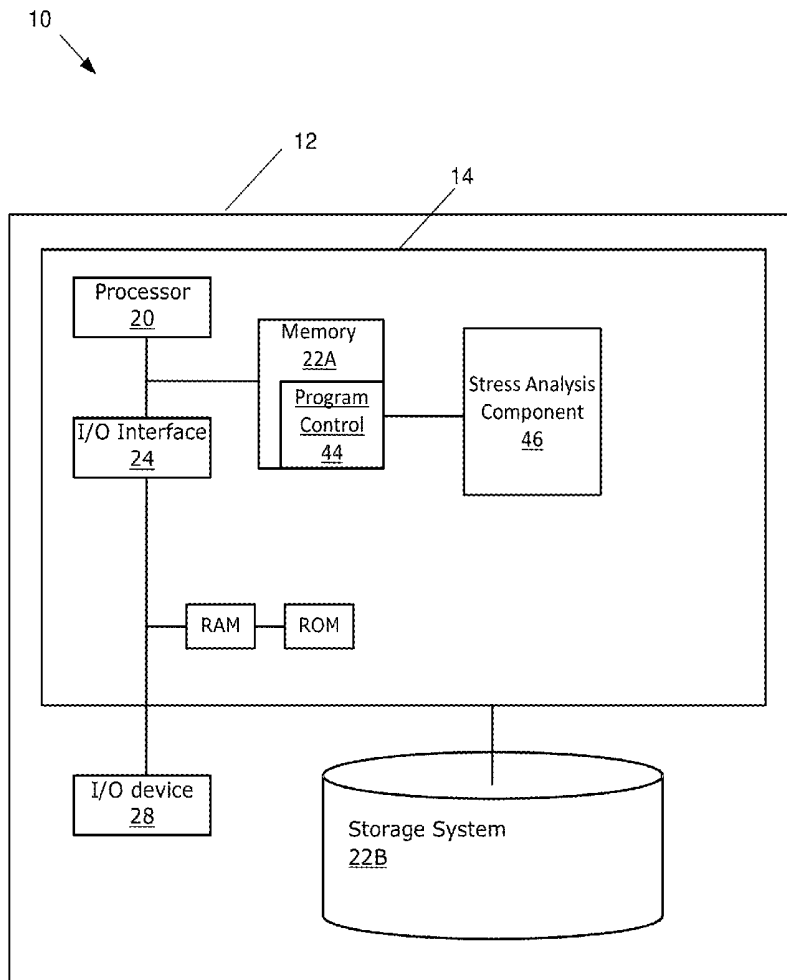 10
12
14
Processor
20
Memory
22A
Program
Control
44
Stress Analysis
Component
46
I/O Interface
24
RAM
ROM
I/O device
28
Storage System
22B